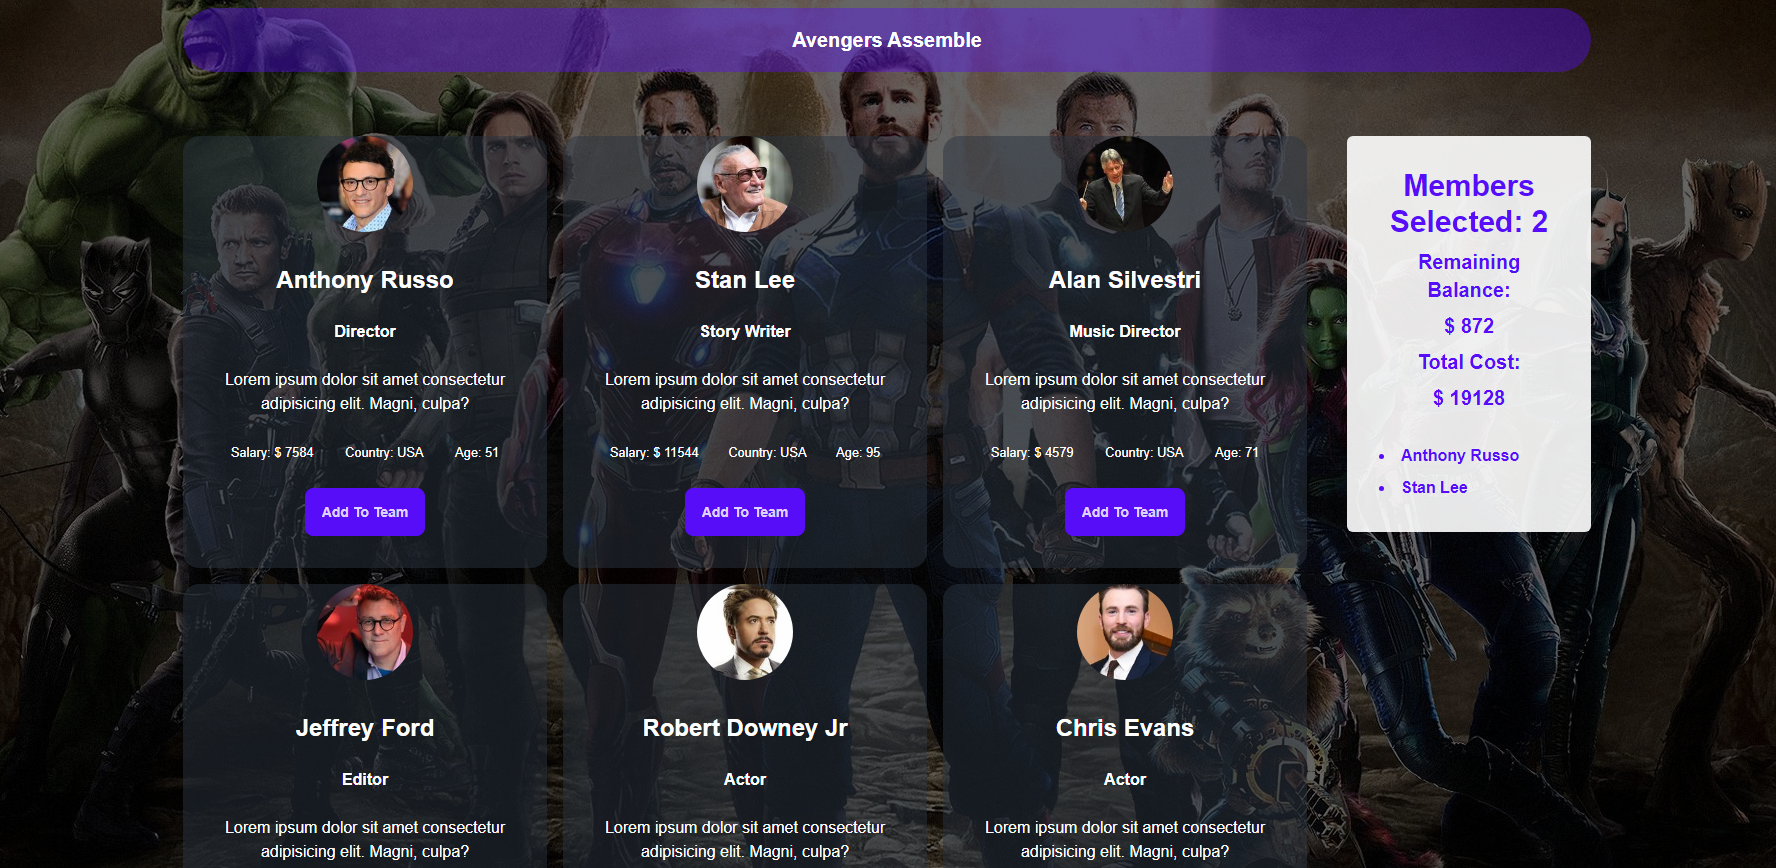 Avengers Assemble
Anthony Russo
Director
Lorem ipsum dolor sit amet consectetur
adipisicing elit. Magni, culpa?
Salary: $ 7584 Country: USA Age: 51
Add To Team
Stan Lee
Story Writer
Lorem ipsum dolor sit amet consectetur
adipisicing elit. Magni, culpa?
Salary: $ 11544 Country: USA Age: 95
Add To Team
Alan Silvestri
Music Director
Lorem ipsum dolor sit amet consectetur
adipisicing elit. Magni, culpa?
Salary: $ 4579 Country: USA Age: 71
Add To Team
Members
Selected: 2
Remaining
Balance:
$ 872
Total Cost:
$ 19128
• Anthony Russo
• Stan Lee
Jeffrey Ford
Editor
Lorem ipsum dolor sit amet consectetur
adipisicing elit. Magni, culpa?
Robert Downey Jr
Actor
Lorem ipsum dolor sit amet consectetur
adipisicing elit. Magni, culpa?
Chris Evans
Actor
Lorem ipsum dolor sit amet consectetur
adipisicing elit. Magni, culpa?